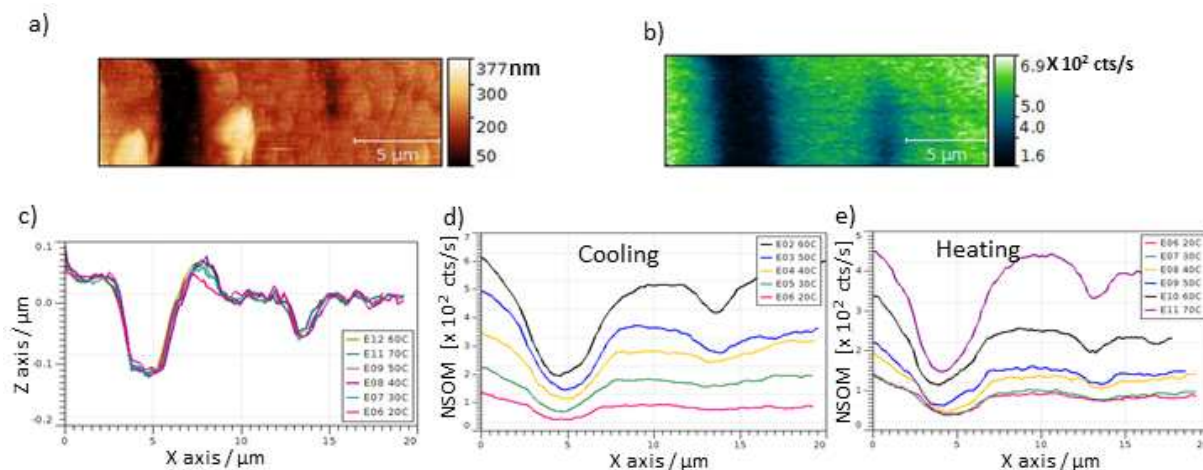 a)
377 nm
300
200
50
5 μm
b)
6.9 X 10² cts/s
5.0
4.0
1.6
5 μm
c)
0.1
0.0
-0.1
-0.2
Z axis / μm
0 5 10 15 20
X axis / μm
E12 60C
E11 70C
E09 50C
E08 40C
E07 30C
E06 20C
d)
Cooling
7
6
5
4
3
2
1
0
NSOM [x 10² cts/s]
0 5 10 15 20
X axis / μm
E02 60C
E03 50C
E04 40C
E05 30C
E06 20C
e)
Heating
5
4
3
2
1
0
NSOM [x 10² cts/s]
0 5 10 15
X axis / μm
E06 20C
E07 30C
E08 40C
E09 50C
E10 60C
E11 70C